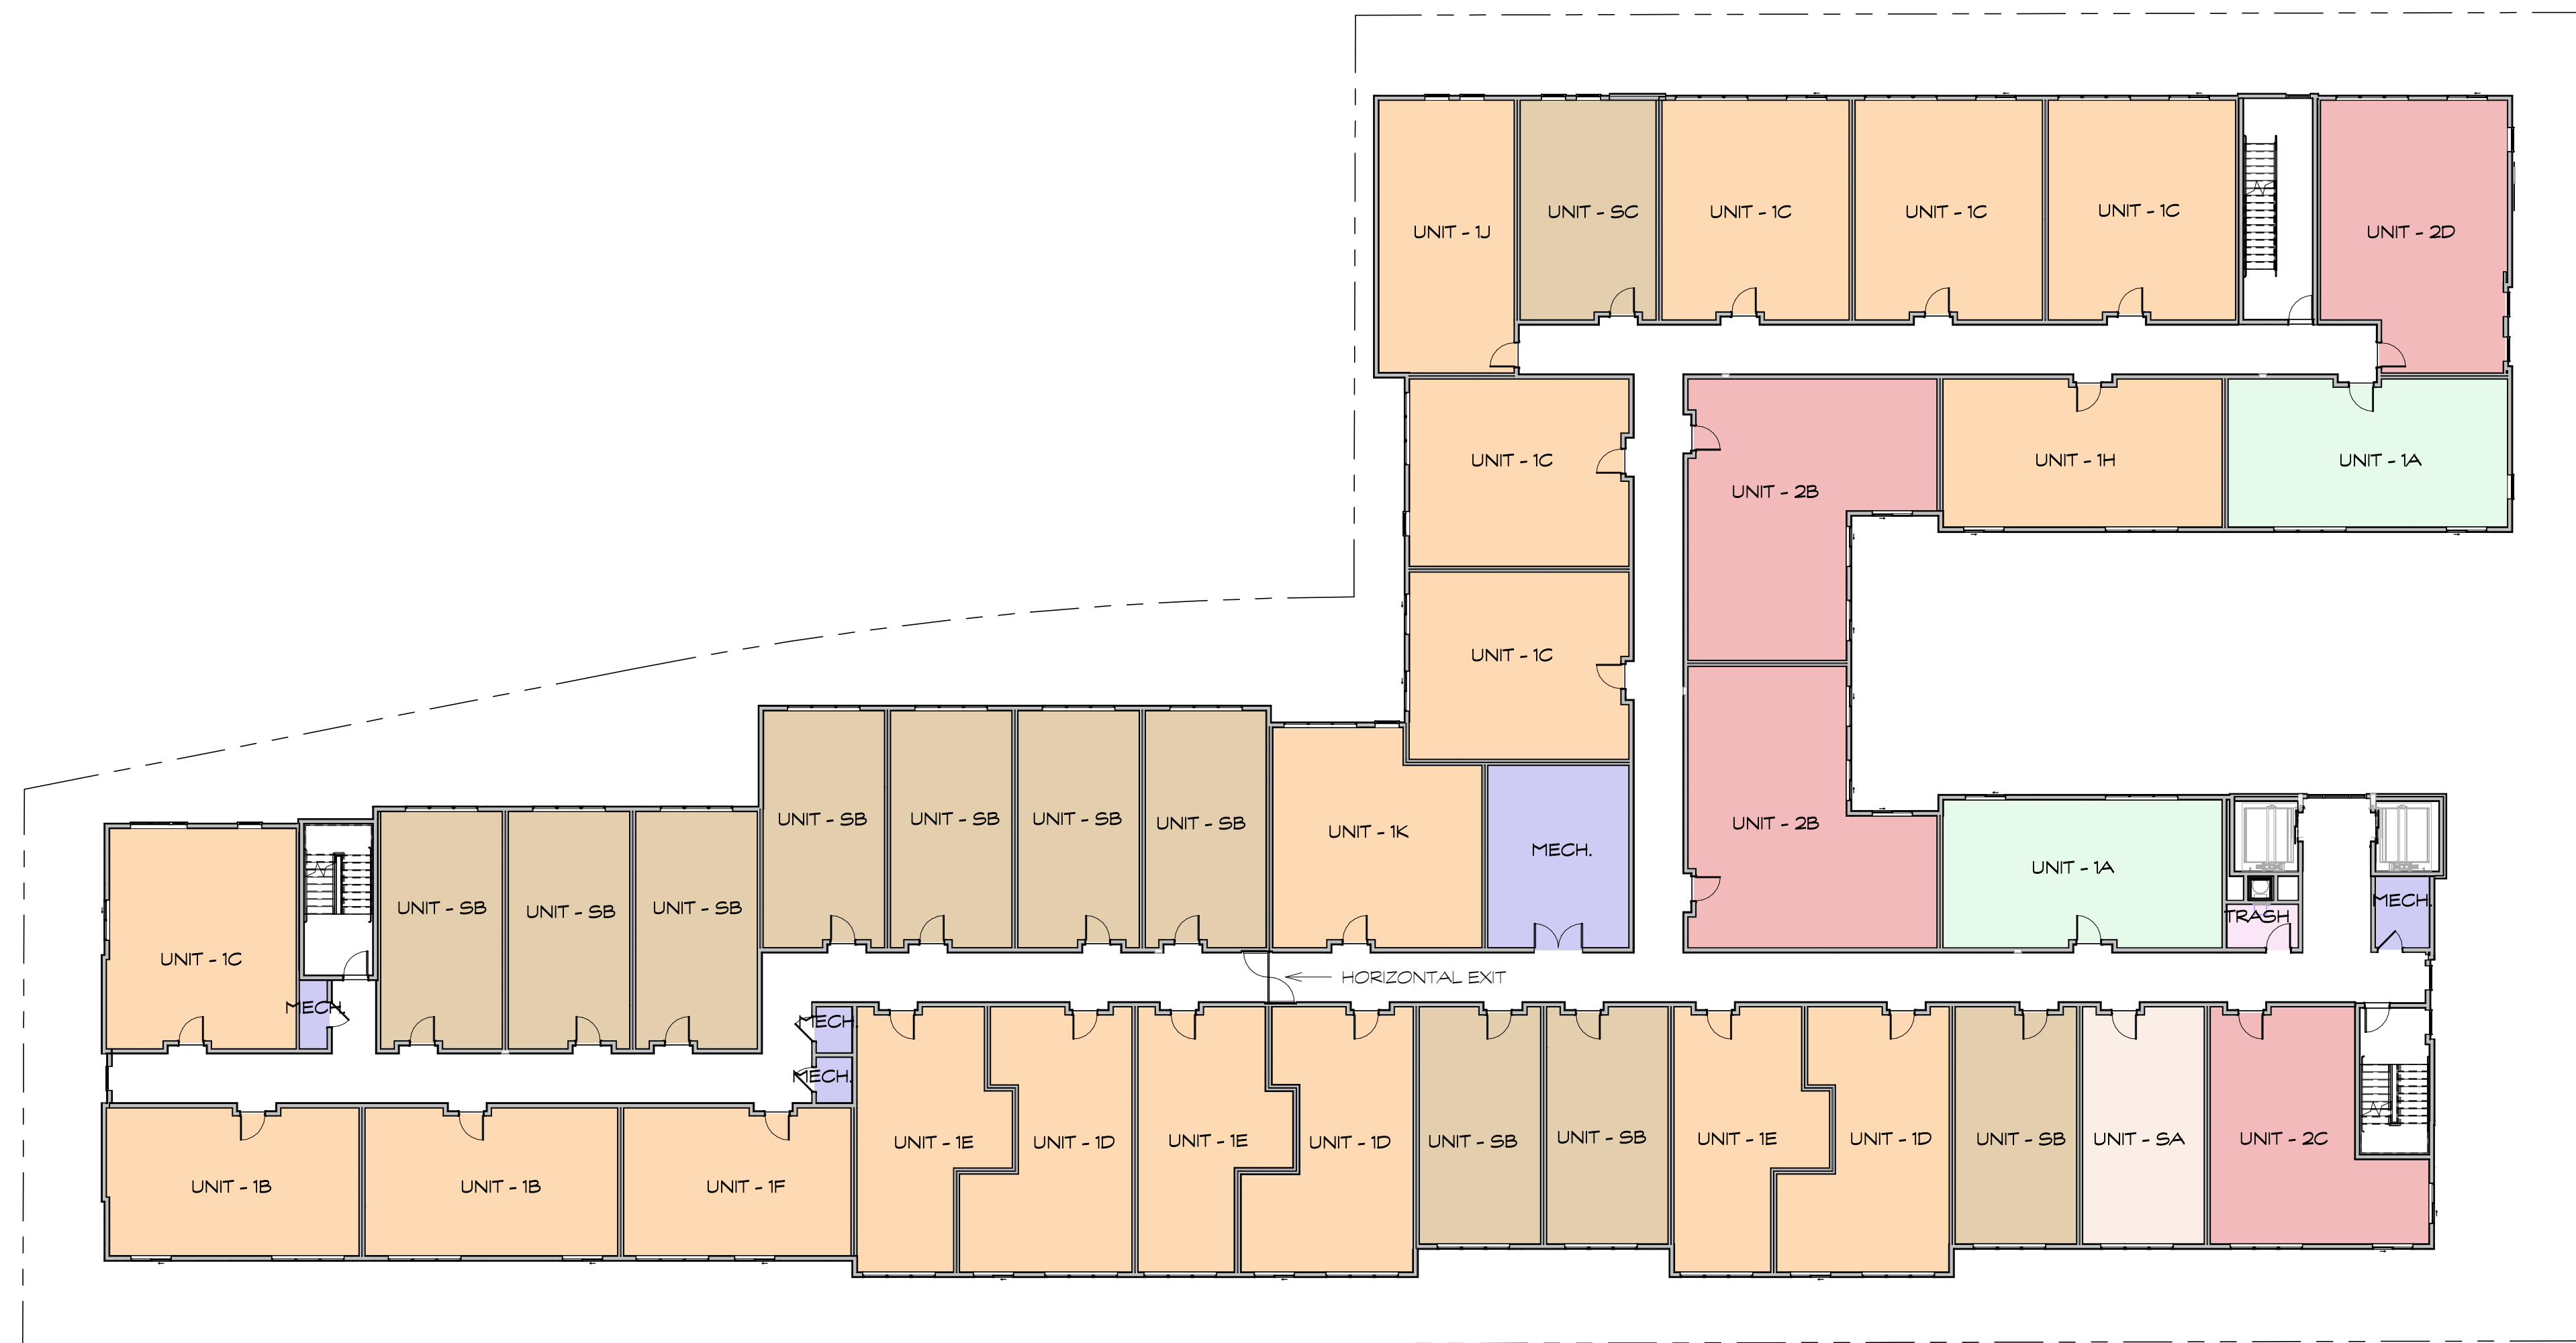 UNIT - 1J
UNIT - SC
UNIT - 1C
UNIT - 1C
UNIT - 1C
UNIT - 2D
UNIT - 1C
UNIT - 2B
UNIT - 1H
UNIT - 1A
UNIT - 1C
UNIT - SB
UNIT - SB
UNIT - SB
UNIT - SB
UNIT - 1K
MECH.
UNIT - 2B
UNIT - 1A
TRASH
MECH.
UNIT - 1C
MECH.
UNIT - SB
UNIT - SB
UNIT - SB
HORIZONTAL EXIT
MECH.
MECH.
UNIT - 1B
UNIT - 1B
UNIT - 1F
UNIT - 1E
UNIT - 1D
UNIT - 1E
UNIT - 1D
UNIT - SB
UNIT - SB
UNIT - 1E
UNIT - 1D
UNIT - SB
UNIT - SA
UNIT - 2C